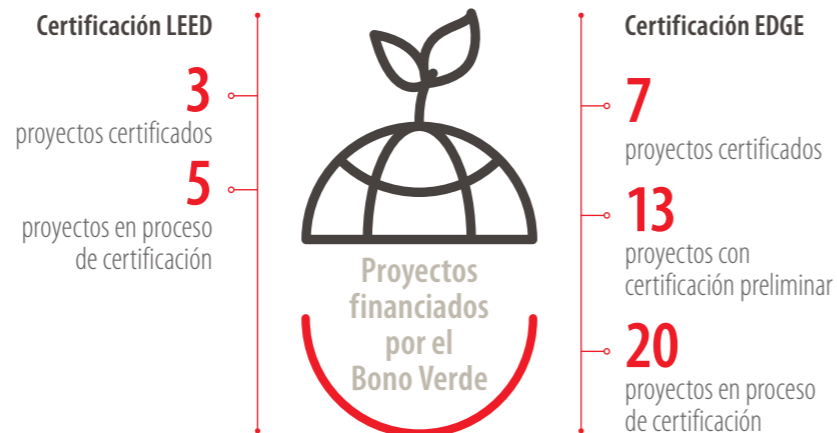 Certificación LEED
3
proyectos certificados
5
proyectos en proceso
de certificación
Proyectos
financiados
por el
Bono Verde
Certificación EDGE
7
proyectos certificados
13
proyectos con
certificación preliminar
20
proyectos en proceso
de certificación